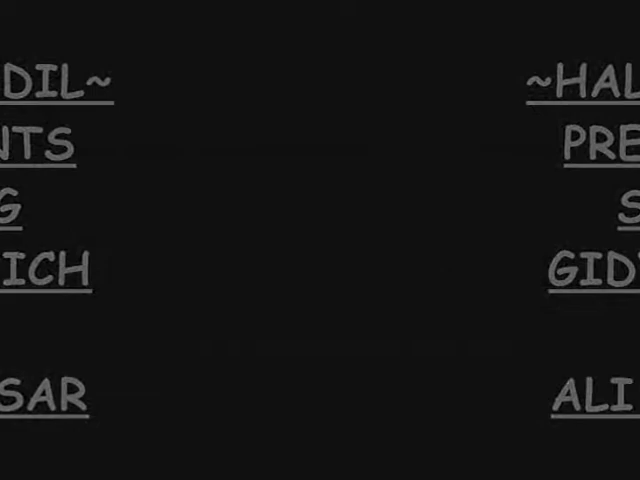 DIL~ ~HAL
NTS PRE
G S
ICH GID
SAR ALI